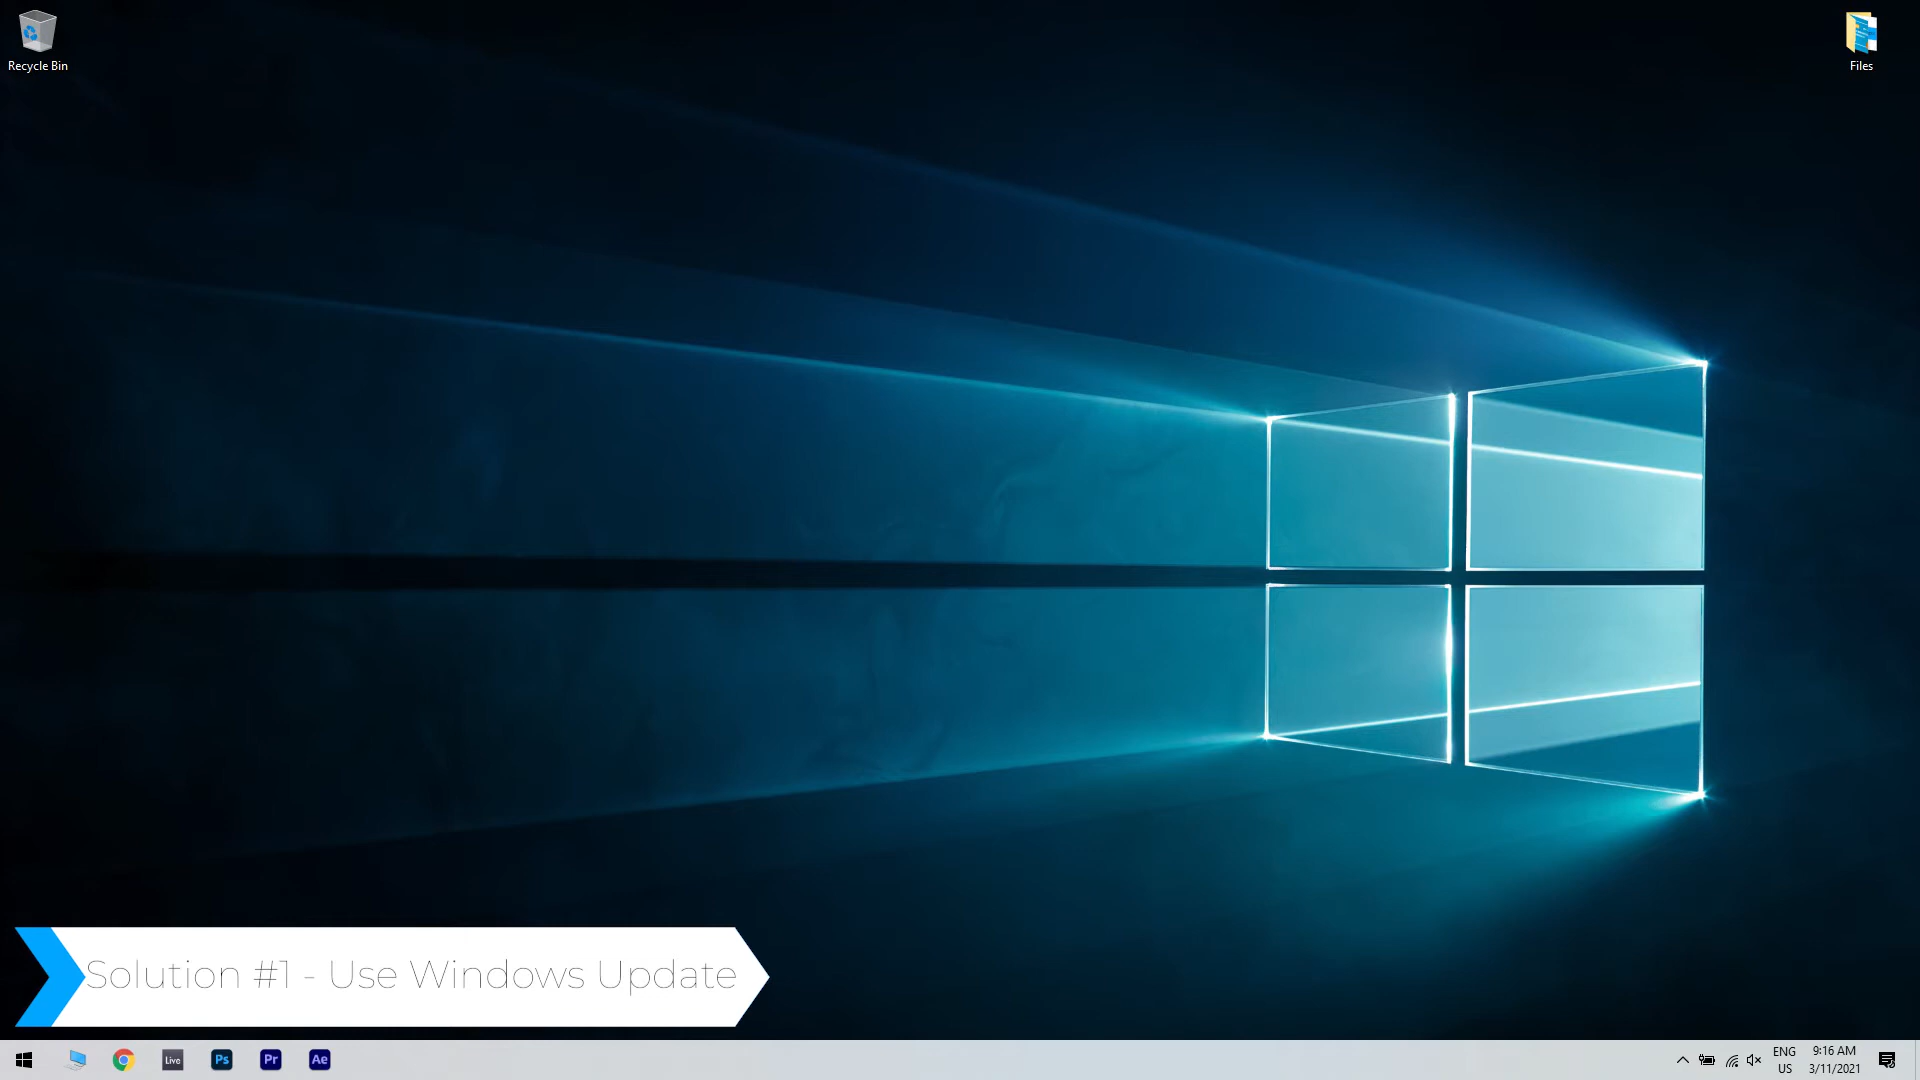 Recycle Bin
Files
Solution #1 - Use Windows Update
Live
Ps
Pr
Ae
ENG
US
9:16 AM
3/11/2021